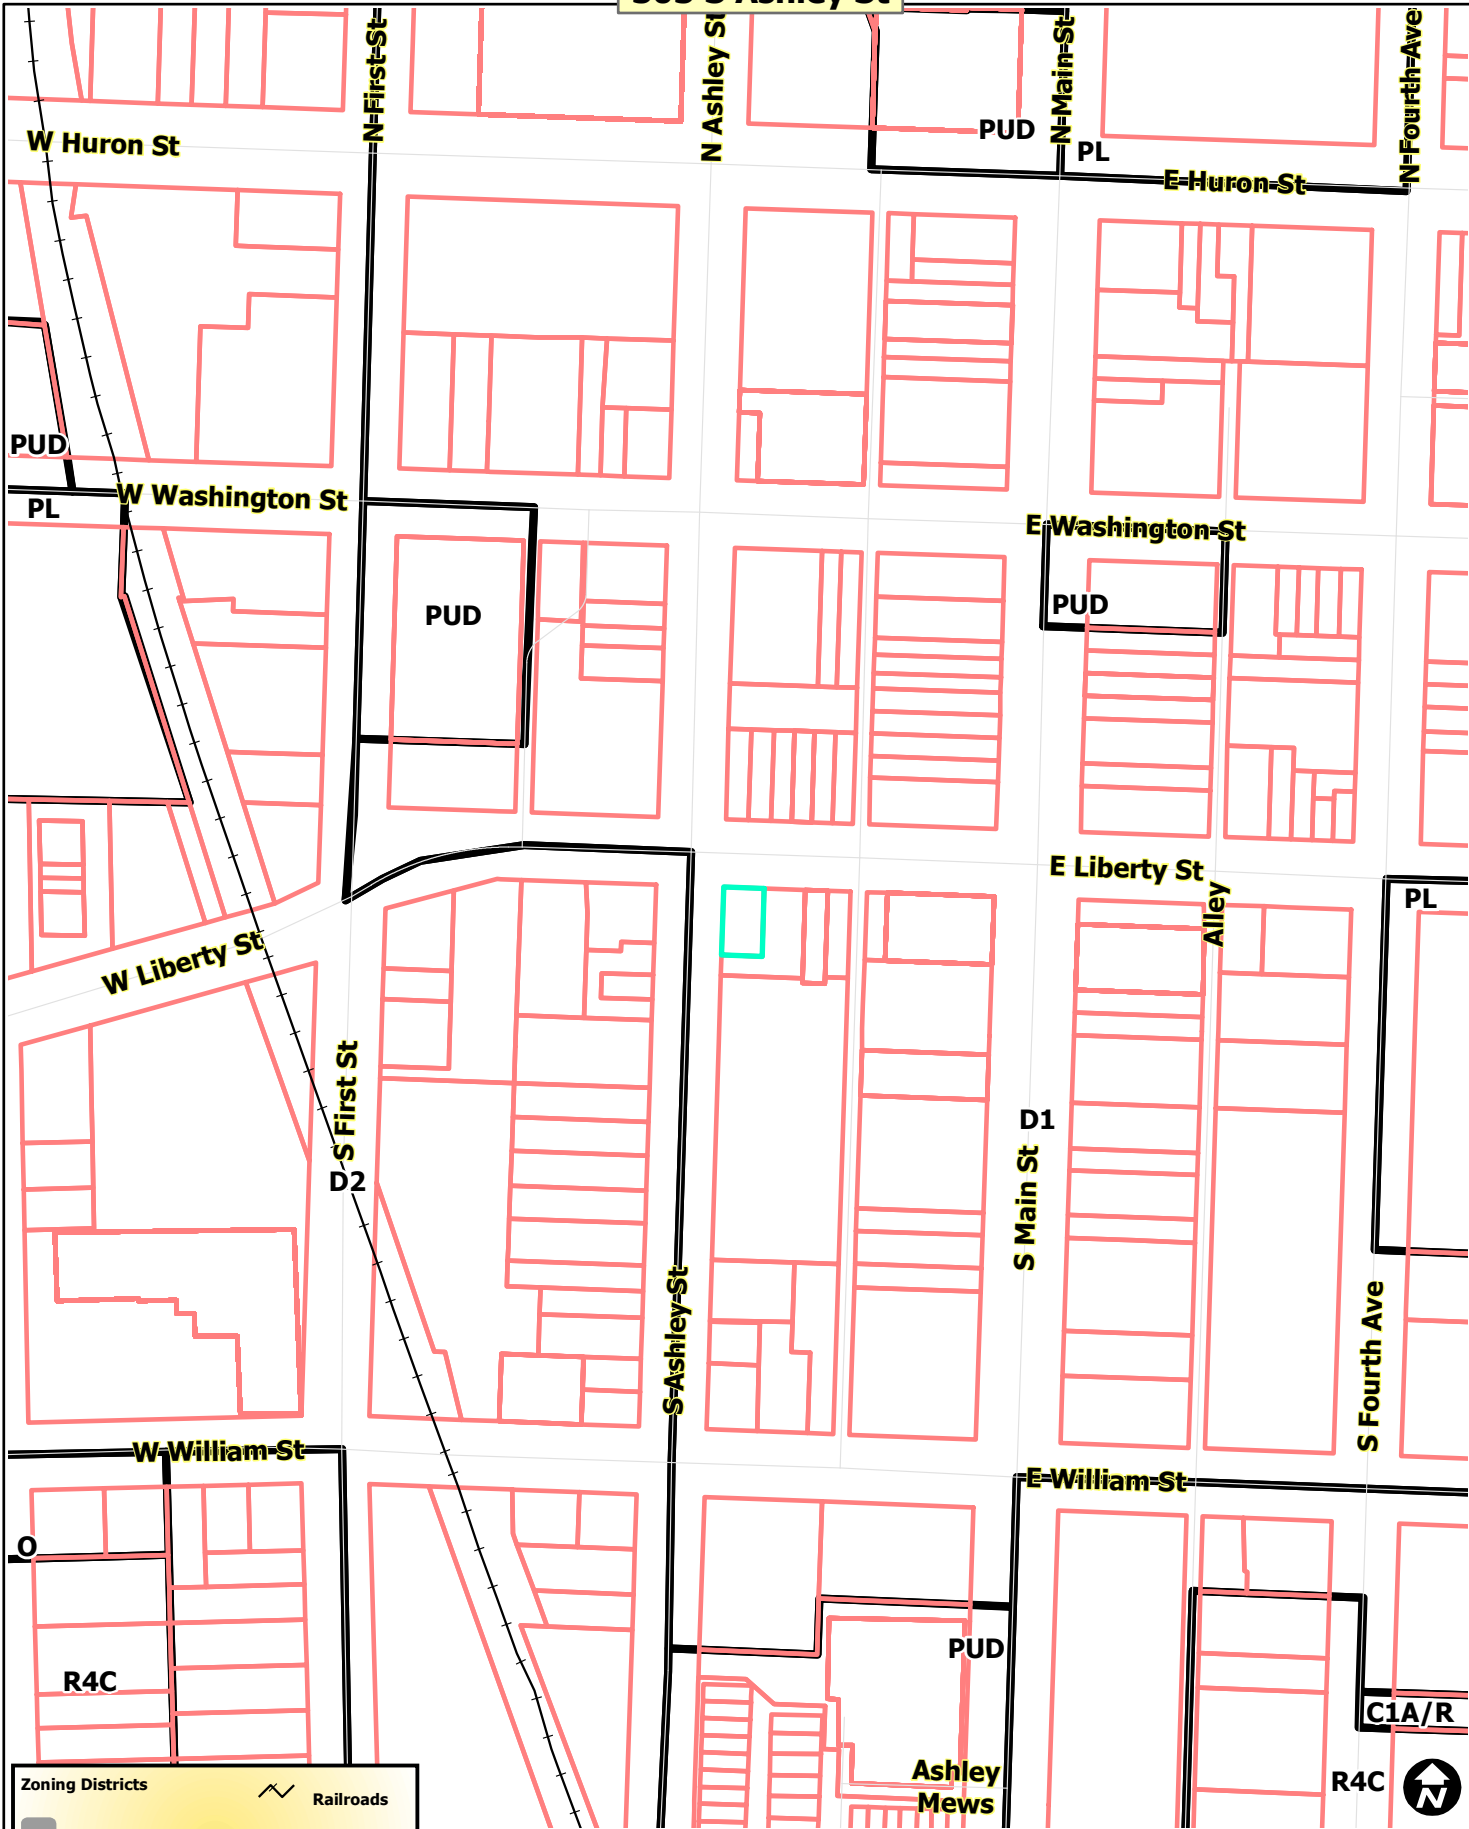 S Ashley St
N First St
N Ashley St
N Main St
N Fourth Ave
W Huron St
PUD
PL
E Huron St
PUD
W Washington St
PL
E Washington St
PUD
PUD
E Liberty St
PL
Alley
W Liberty St
S First St
D1
S Main St
D2
S Ashley St
S Fourth Ave
W William St
E William St
O
PUD
R4C
C1A/R
Ashley
Mews
R4C
N
Zoning Districts
Railroads